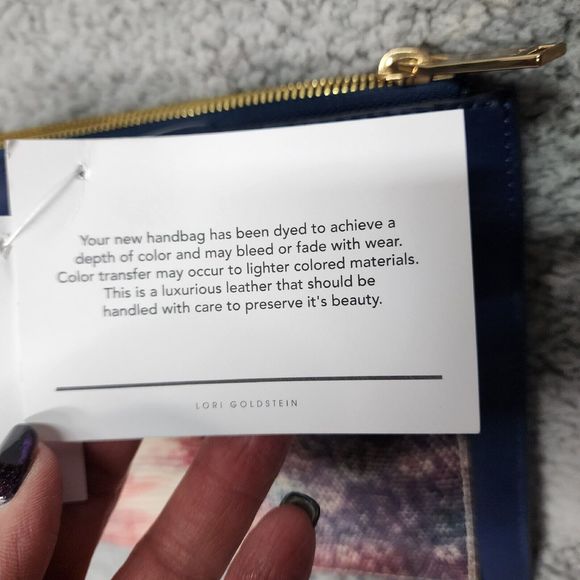 Your new handbag has been dyed to achieve a
depth of color and may bleed or fade with wear.
Color transfer may occur to lighter colored materials.
This is a luxurious leather that should be
handled with care to preserve it's beauty.
LORI GOLDSTEIN